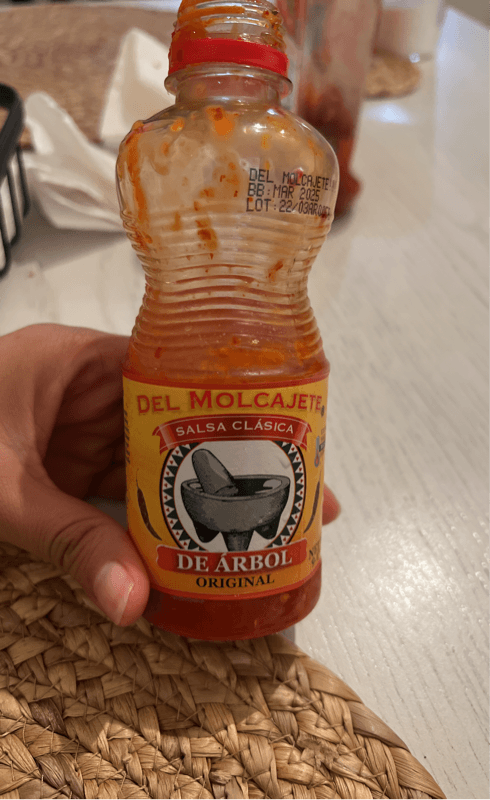 DEL MOLCAJETE
BB:MAR 2025
DEL MOLCAJETE
SALSA CLÁSICA
DE ÁRBOL
ORIGINAL